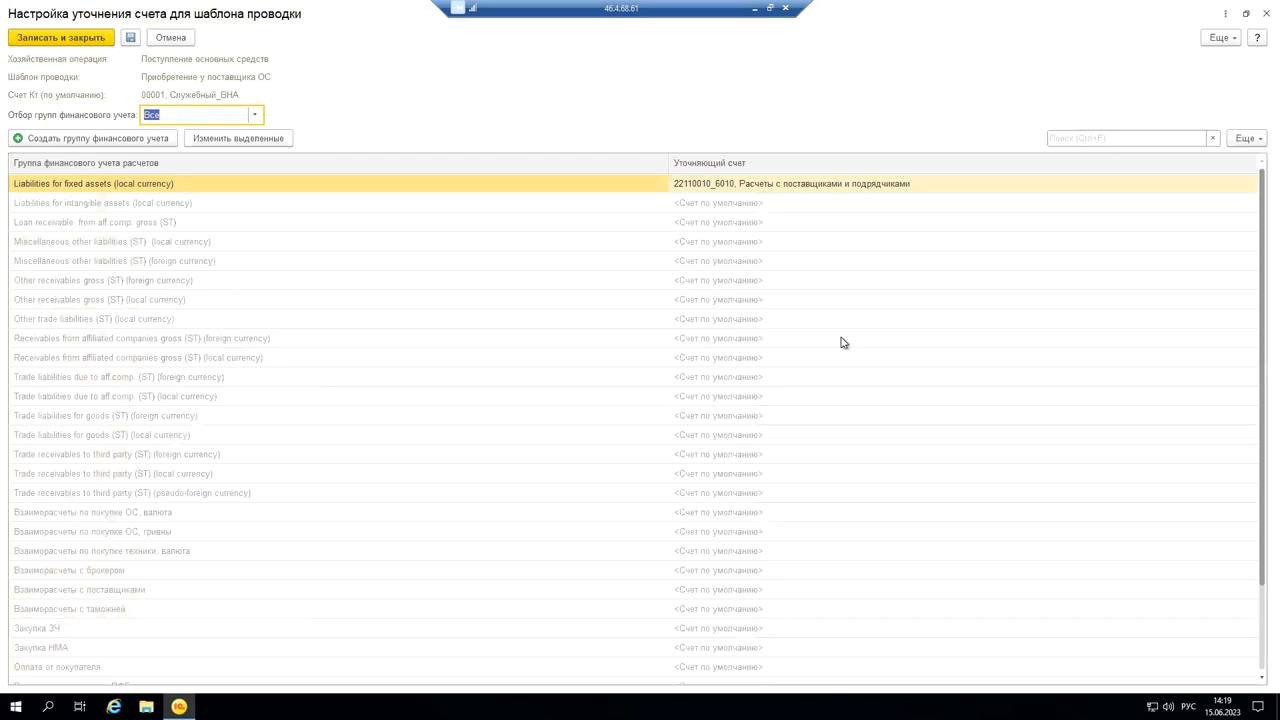 46.4.68.61
Настройка уточнения счета для шаблона проводки
Записать и закрыть Отмена Еще ?
Хозяйственная операция: Поступление основных средств
Шаблон проводки: Приобретение у поставщика ОС
Счет Кт (по умолчанию): 00001, Служебный_ВНА
Отбор групп финансового учета: Все
Создать группу финансового учета Изменить выделенные Поиск (Ctrl+F) × Еще
Группа финансового учета расчетов Уточняющий счет
Liabilities for fixed assets (local currency) 22110010_6010, Расчеты с поставщиками и подрядчиками
Liabilities for intangible assets (local currency) <Счет по умолчанию>
Loan receivable from aff.comp. gross (ST) <Счет по умолчанию>
Miscellaneous other liabilities (ST) (local currency) <Счет по умолчанию>
Miscellaneous other liabilities (ST) (foreign currency) <Счет по умолчанию>
Other receivables gross (ST) (foreign currency) <Счет по умолчанию>
Other receivables gross (ST) (local currency) <Счет по умолчанию>
Other trade liabilities (ST) (local currency) <Счет по умолчанию>
Receivables from affiliated companies gross (ST) (foreign currency) <Счет по умолчанию>
Receivables from affiliated companies gross (ST) (local currency) <Счет по умолчанию>
Trade liabilities due to aff.comp. (ST) (foreign currency) <Счет по умолчанию>
Trade liabilities due to aff.comp. (ST) (local currency) <Счет по умолчанию>
Trade liabilities for goods (ST) (foreign currency) <Счет по умолчанию>
Trade liabilities for goods (ST) (local currency) <Счет по умолчанию>
Trade receivables to third party (ST) (foreign currency) <Счет по умолчанию>
Trade receivables to third party (ST) (local currency) <Счет по умолчанию>
Trade receivables to third party (ST) (pseudo-foreign currency) <Счет по умолчанию>
Взаиморасчеты по покупке ОС, валюта <Счет по умолчанию>
Взаиморасчеты по покупке ОС, гривны <Счет по умолчанию>
Взаиморасчеты по покупке техники, валюта <Счет по умолчанию>
Взаиморасчеты с брокером <Счет по умолчанию>
Взаиморасчеты с поставщиками <Счет по умолчанию>
Взаиморасчеты с таможней <Счет по умолчанию>
Закупка ЗЧ <Счет по умолчанию>
Закупка НМА <Счет по умолчанию>
Оплата от покупателя <Счет по умолчанию>
РУС 14:19
15.06.2023